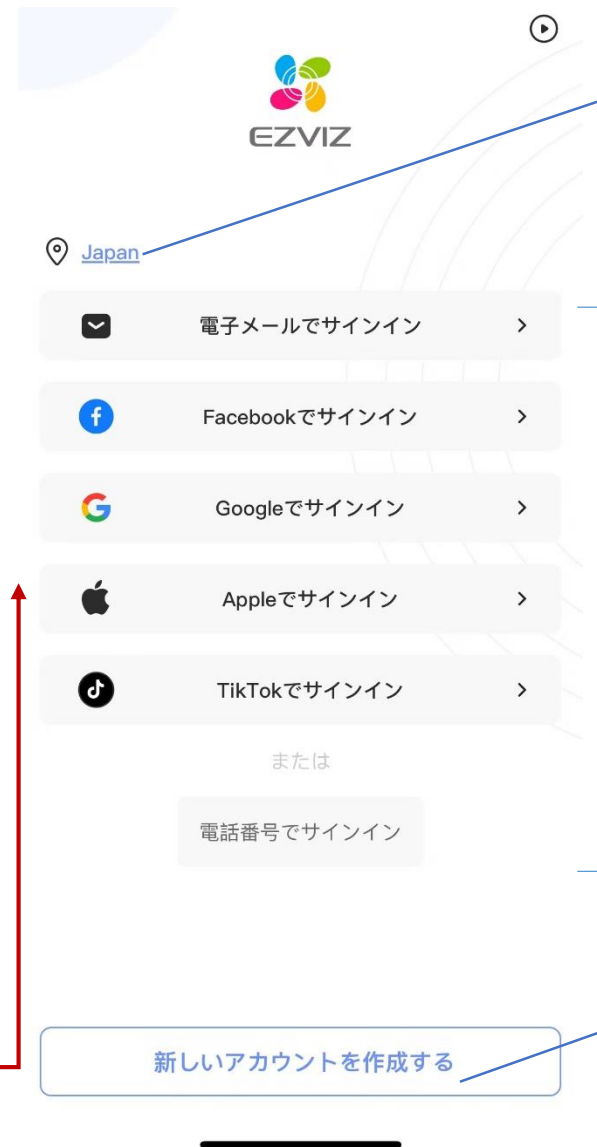 EZVIZ
Japan
電子メールでサインイン
Facebookでサインイン
Googleでサインイン
Appleでサインイン
TikTokでサインイン
または
電話番号でサインイン
新しいアカウントを作成する